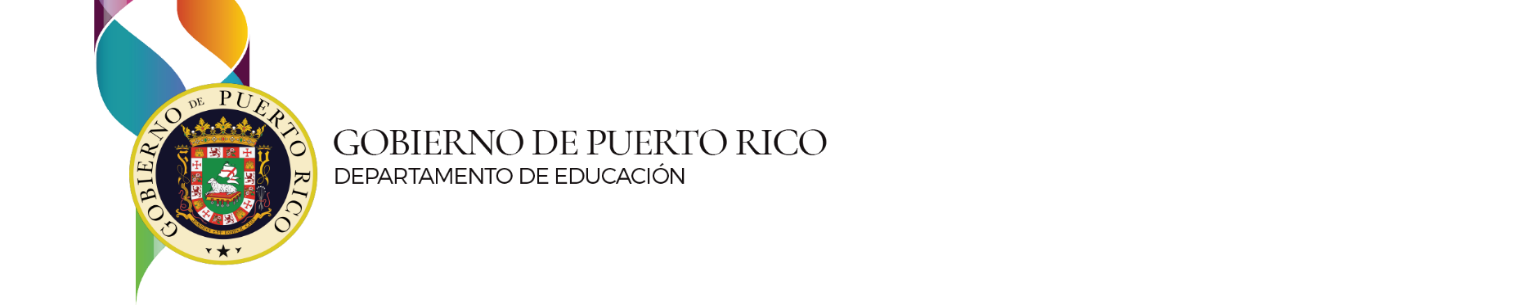 GOBIERNO DE PUERTO RICO
GOBIERNO DE PUERTO RICO
DEPARTAMENTO DE EDUCACIÓN